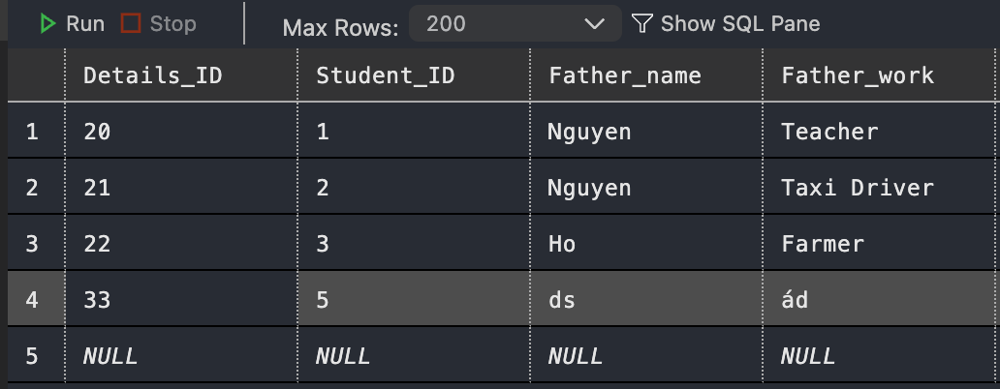 Run Stop Max Rows: 200 Show SQL Pane
Details_ID Student_ID Father_name Father_work
1 20 1 Nguyen Teacher
2 21 2 Nguyen Taxi Driver
3 22 3 Ho Farmer
4 33 5 ds ád
5 NULL NULL NULL NULL